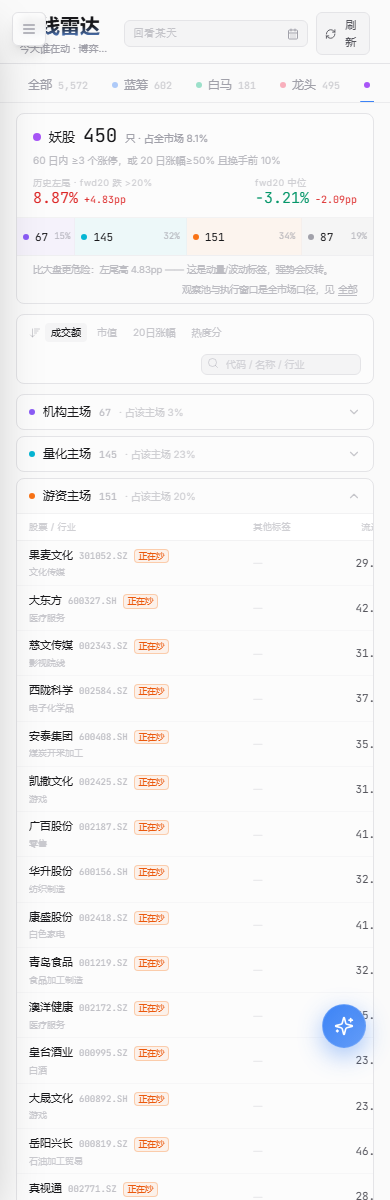 线雷达
今天谁在动 · 博弈…
回看某天
刷新
全部 5,572 蓝筹 602 白马 181 龙头 495
妖股 450 只 · 占全市场 8.1%
60 日内 ≥3 个涨停，或 20 日涨幅≥50% 且换手前 10%
历史左尾 · fwd20 跌 >20% fwd20 中位
8.87% +4.83pp -3.21% -2.09pp
67 15% 145 32% 151 34% 87 19%
比大盘更危险：左尾高 4.83pp —— 这是动量/波动标签，强势会反转。
观察池与执行窗口是全市场口径，见 全部
成交额 市值 20日涨幅 热度分
代码 / 名称 / 行业
机构主场 67 · 占该主场 3%
量化主场 145 · 占该主场 23%
游资主场 151 · 占该主场 20%
股票 / 行业 其他标签
果麦文化 301052.SZ 正在炒 — 29.
文化传媒
大东方 600327.SH 正在炒 — 42.
医疗服务
慈文传媒 002343.SZ 正在炒 — 31.
影视院线
西陇科学 002584.SZ 正在炒 — 37.
电子化学品
安泰集团 600408.SH 正在炒 — 35.
煤炭开采加工
凯撒文化 002425.SZ 正在炒 — 31.
游戏
广百股份 002187.SZ 正在炒 — 41.
零售
华升股份 600156.SH 正在炒 — 32.
纺织制造
康盛股份 002418.SZ 正在炒 — 41.
白色家电
青岛食品 001219.SZ 正在炒 — 32.
食品加工制造
澳洋健康 002172.SZ 正在炒 — 5.
医疗服务
皇台酒业 000995.SZ 正在炒 — 23.
白酒
大晟文化 600892.SH 正在炒 — 23.
游戏
岳阳兴长 000819.SZ 正在炒 — 46.
石油加工贸易
真视通 002771.SZ 正在炒 28.